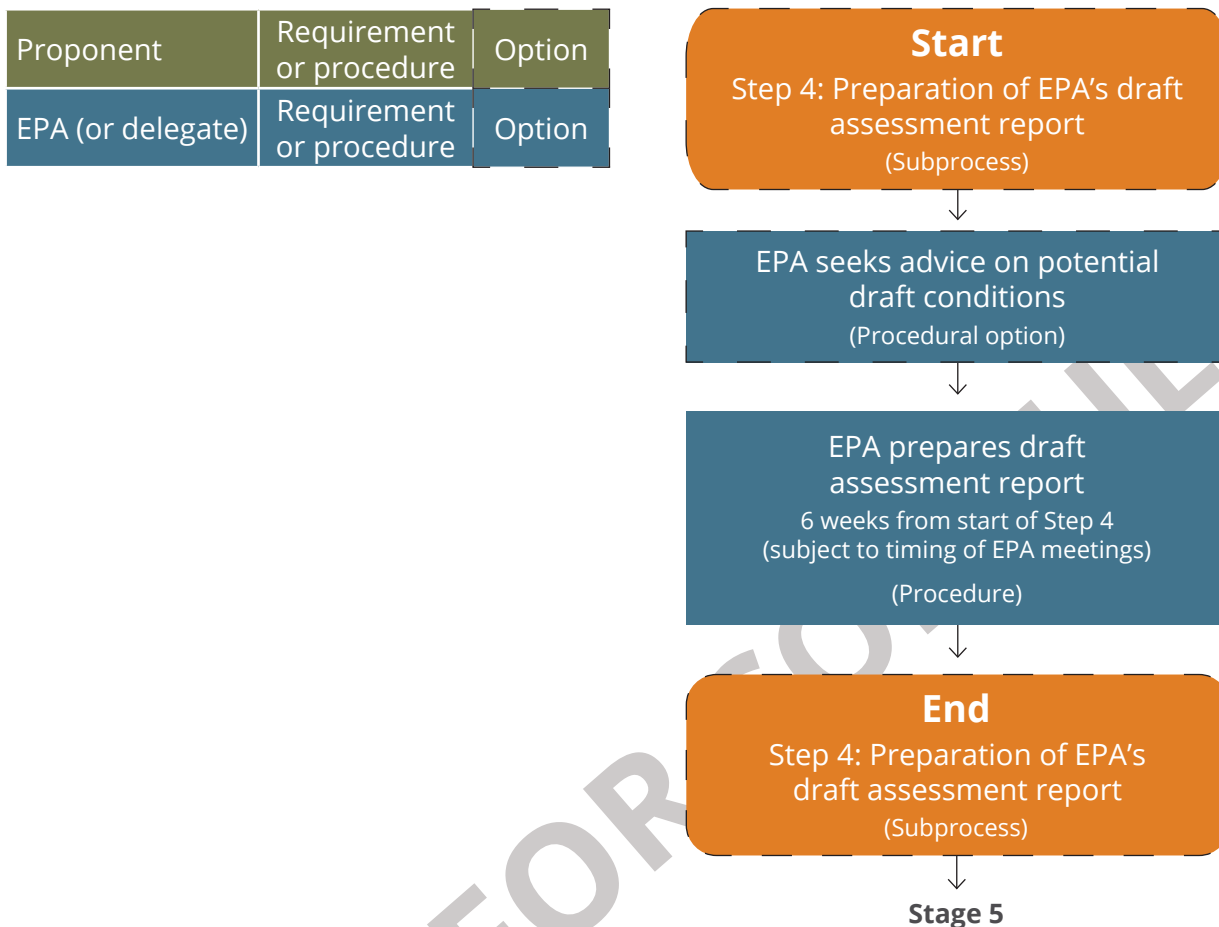 Proponent
Requirement
or procedure
Option
EPA (or delegate)
Requirement
or procedure
Option
Start
Step 4: Preparation of EPA’s draft
assessment report
(Subprocess)
EPA seeks advice on potential
draft conditions
(Procedural option)
EPA prepares draft
assessment report
6 weeks from start of Step 4
(subject to timing of EPA meetings)
(Procedure)
End
Step 4: Preparation of EPA’s
draft assessment report
(Subprocess)
Stage 5
FOR